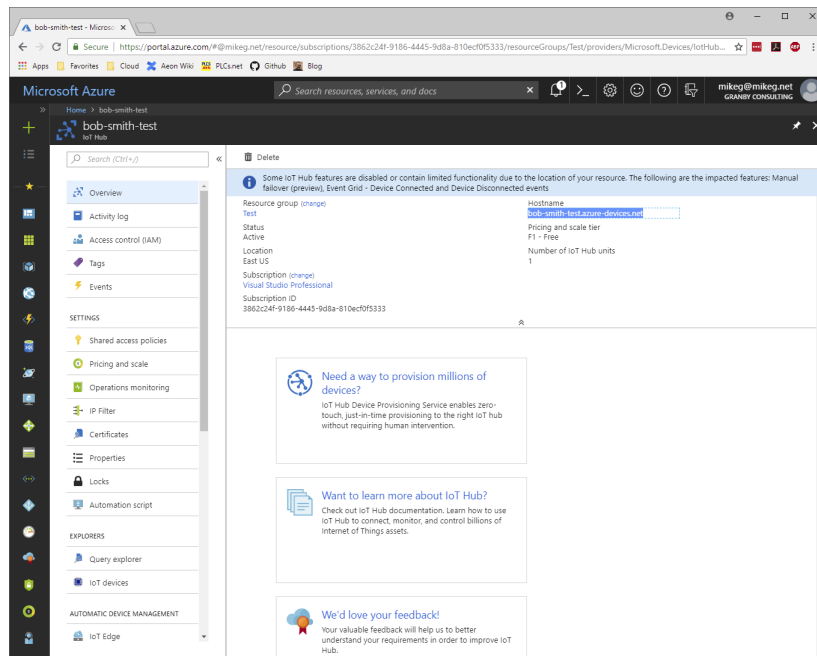 bob-smith-test - Microsc
Secure | https://portal.azure.com/#@mikeg.net/resource/subscriptions/3862c24f-9186-4445-9d8a-810ecf0f5333/resourceGroups/Test/providers/Microsoft.Devices/IotHub...
Apps Favorites Cloud Aeon Wiki PLCs.net Github Blog
Microsoft Azure
Search resources, services, and docs
1
mikeg@mikeg.net
GRANBY CONSULTING
Home > bob-smith-test
bob-smith-test
IoT Hub
Search (Ctrl+/)
Overview
Activity log
Access control (IAM)
Tags
Events
SETTINGS
Shared access policies
Pricing and scale
Operations monitoring
IP Filter
Certificates
Properties
Locks
Automation script
EXPLORERS
Query explorer
IoT devices
AUTOMATIC DEVICE MANAGEMENT
IoT Edge
Delete
Some IoT Hub features are disabled or contain limited functionality due to the location of your resource. The following are the impacted features: Manual
failover (preview), Event Grid - Device Connected and Device Disconnected
events
Resource group (change)
Test
Status
Active
Location
East US
Subscription (change)
Visual Studio Professional
Subscription ID
3862c24f-9186-4445-9d8a-810ecf0f5333
Hostname
bob-smith-test.azure-devices.net
Pricing and scale tier
F1 - Free
Number of IoT Hub units
1
Need a way to provision millions of
devices?
IoT Hub Device Provisioning Service enables zero-
touch, just-in-time provisioning to the right IoT hub
without requiring human intervention.
Want to learn more about IoT Hub?
Check out IoT Hub documentation. Learn how to use
IoT Hub to connect, monitor, and control billions of
Internet of Things assets.
We'd love your feedback!
Your valuable feedback will help us to better
understand your requirements in order to improve IoT
Hub.